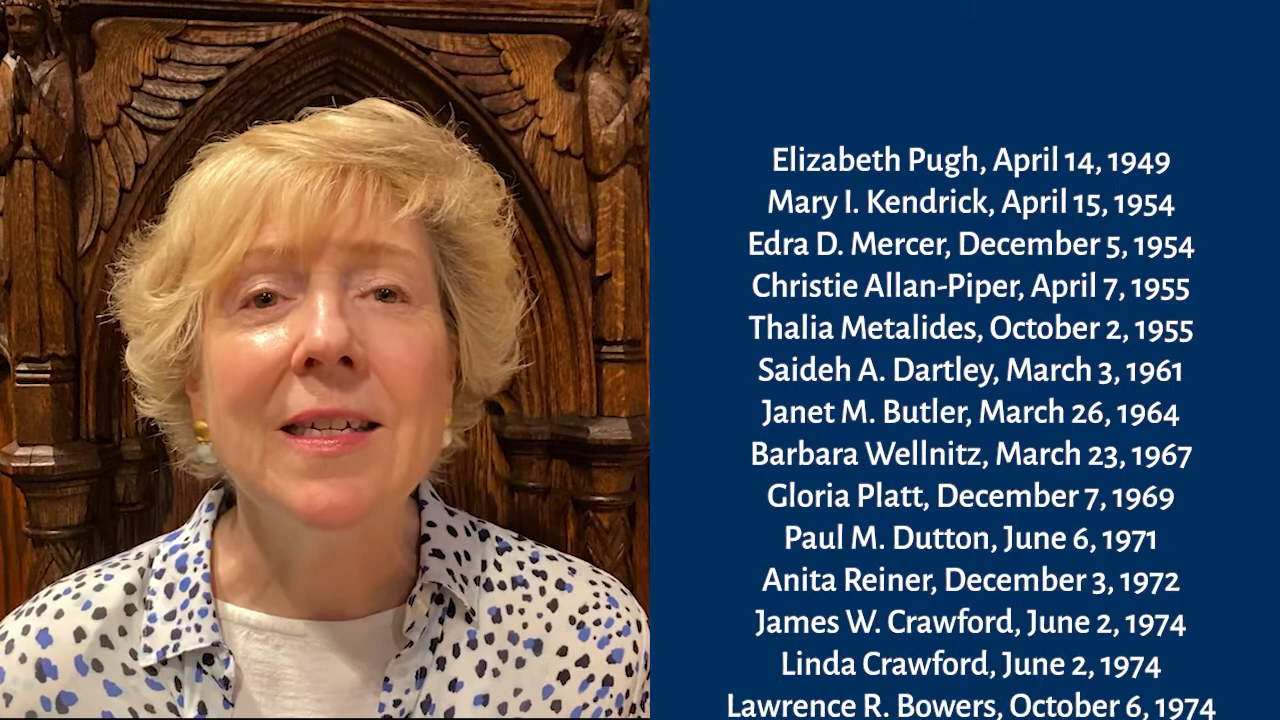 Elizabeth Pugh, April 14, 1949
Mary I. Kendrick, April 15, 1954
Edra D. Mercer, December 5, 1954
Christie Allan-Piper, April 7, 1955
Thalia Metalides, October 2, 1955
Saideh A. Dartley, March 3, 1961
Janet M. Butler, March 26, 1964
Barbara Wellnitz, March 23, 1967
Gloria Platt, December 7, 1969
Paul M. Dutton, June 6, 1971
Anita Reiner, December 3, 1972
James W. Crawford, June 2, 1974
Linda Crawford, June 2, 1974
Lawrence R. Bowers, October 6, 1974